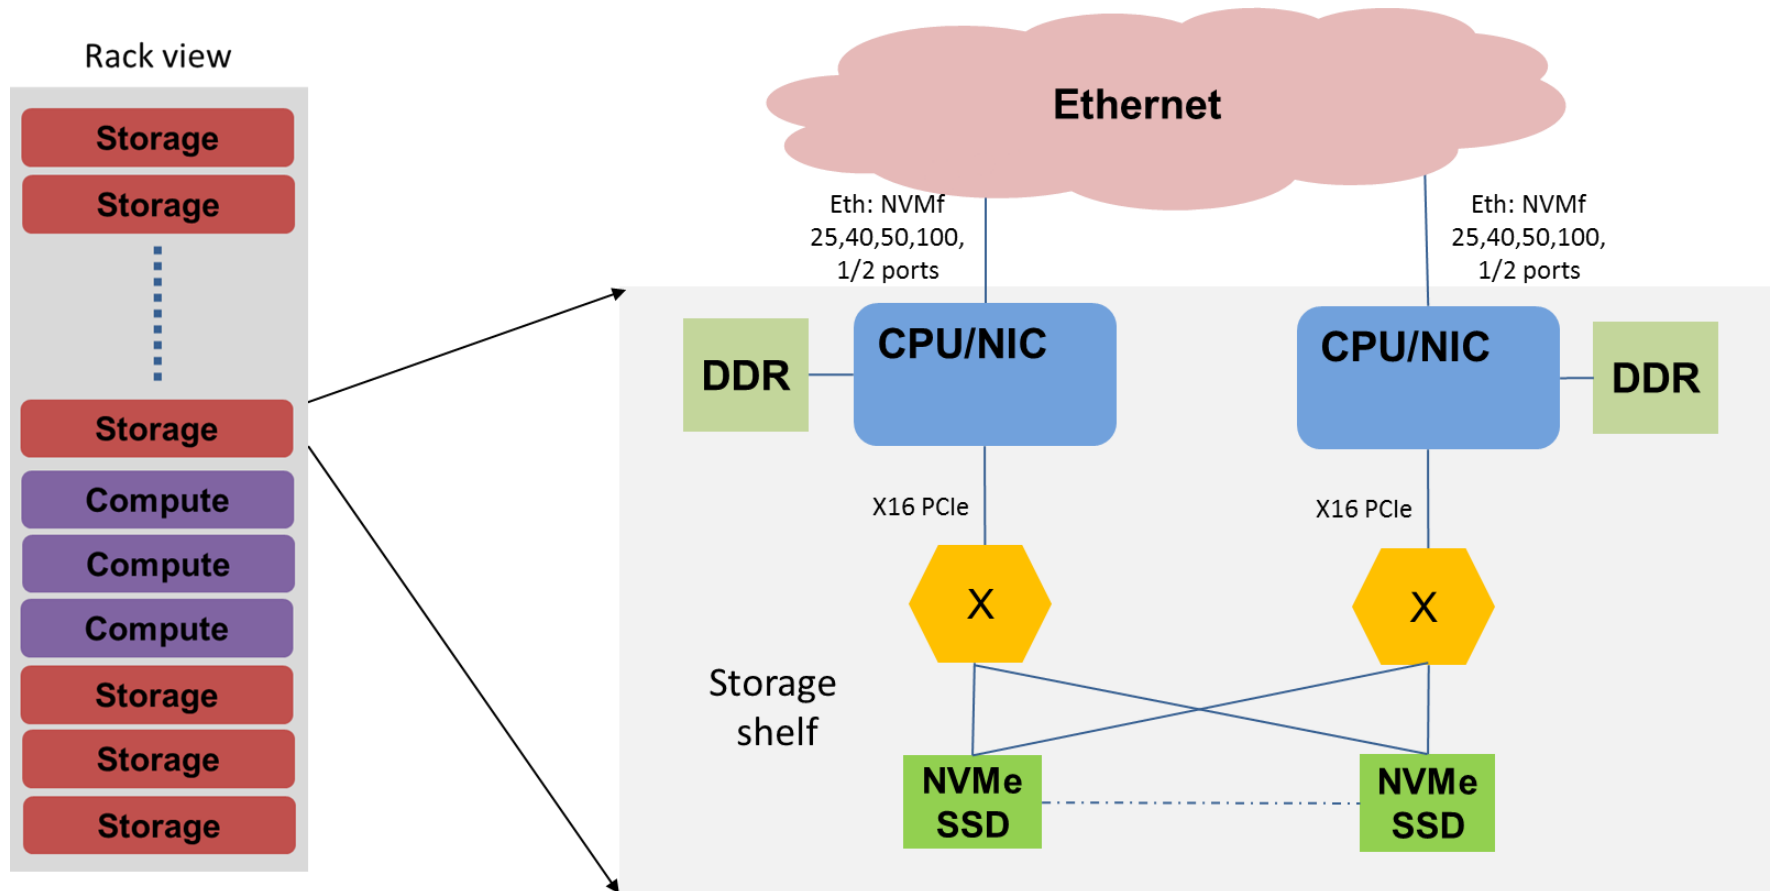 Rack view
Storage
Storage
Storage
Compute
Compute
Compute
Storage
Storage
Storage
Ethernet
Eth: NVMf
25,40,50,100,
1/2 ports
Eth: NVMf
25,40,50,100,
1/2 ports
DDR
CPU/NIC
CPU/NIC
DDR
X16 PCIe
X16 PCIe
X
X
Storage
shelf
NVMe
SSD
NVMe
SSD